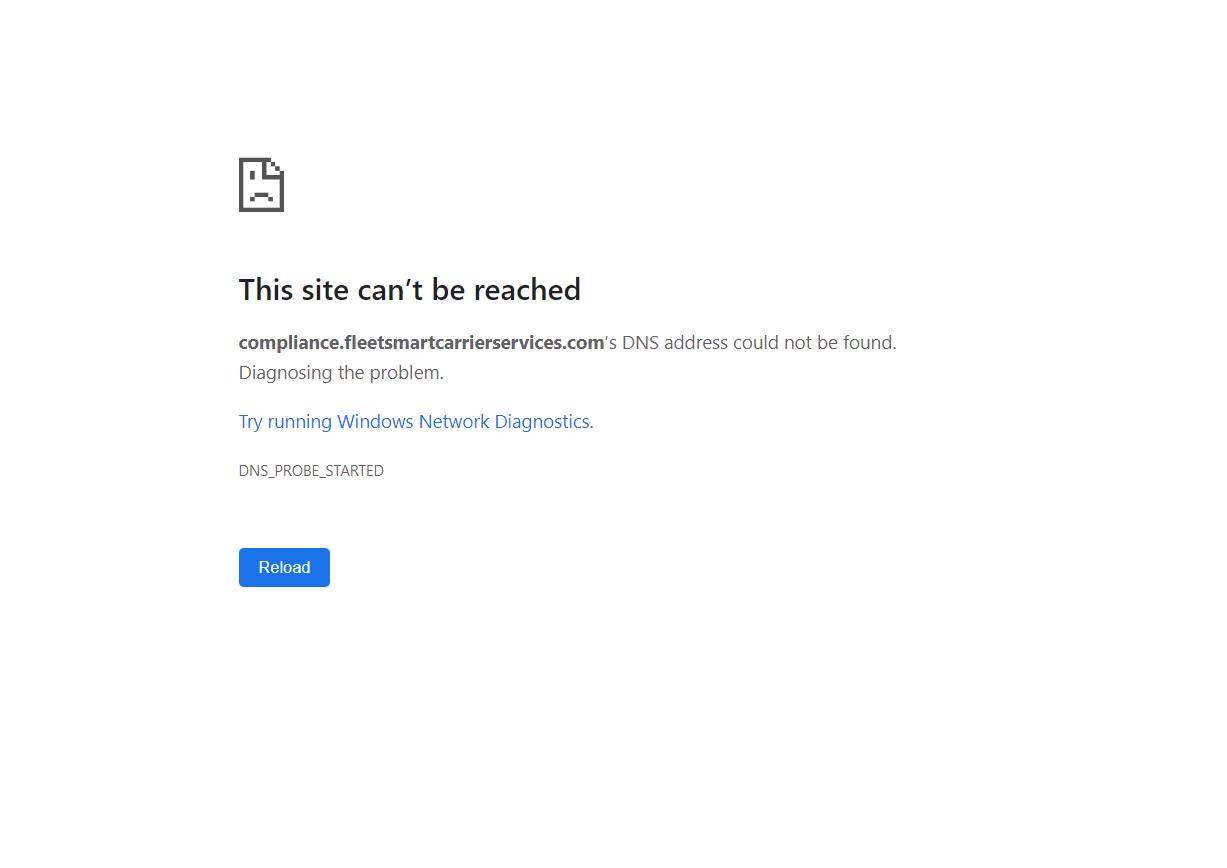 This site can’t be reached
compliance.fleetsmartcarrierservices.com’s DNS address could not be found.
Diagnosing the problem.
Try running Windows Network Diagnostics.
DNS_PROBE_STARTED
Reload